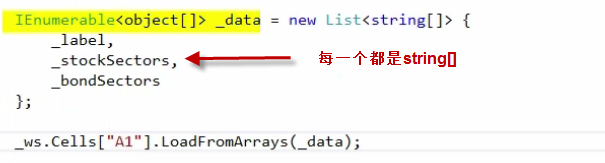 IEnumerable<object[]> _data = new List<string[]> {
_label,
_stockSectors,
每一个都是string[]
_bondSectors
};
_ws.Cells["A1"].LoadFromArrays(_data);